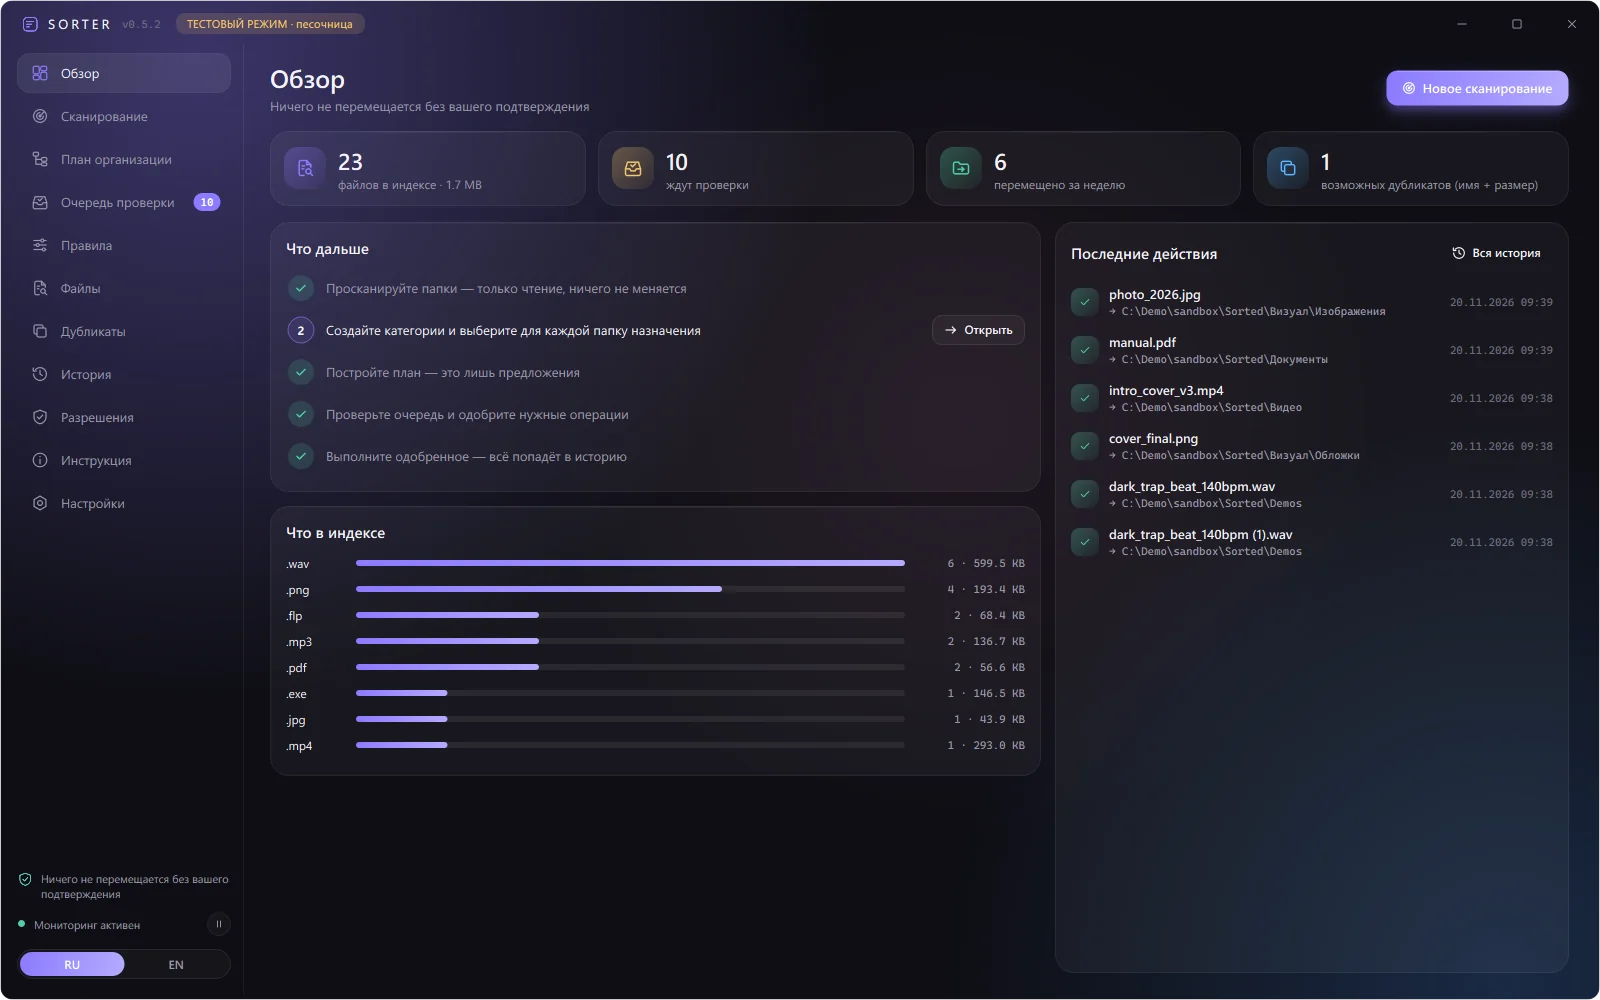 SORTER v0.5.2 ТЕСТОВЫЙ РЕЖИМ · песочница
Обзор
Сканирование
План организации
Очередь проверки 10
Правила
Файлы
Дубликаты
История
Разрешения
Инструкция
Настройки
Ничего не перемещается без вашего
подтверждения
Мониторинг активен
RU EN
Обзор
Ничего не перемещается без вашего подтверждения
Новое сканирование
23
файлов в индексе · 1.7 MB
10
ждут проверки
6
перемещено за неделю
1
возможных дубликатов (имя + размер)
Что дальше
Просканируйте папки — только чтение, ничего не меняется
2 Создайте категории и выберите для каждой папку назначения → Открыть
Постройте план — это лишь предложения
Проверьте очередь и одобрите нужные операции
Выполните одобренное — всё попадёт в историю
Что в индексе
.wav 6 · 599.5 KB
.png 4 · 193.4 KB
.flp 2 · 68.4 KB
.mp3 2 · 136.7 KB
.pdf 2 · 56.6 KB
.exe 1 · 146.5 KB
.jpg 1 · 43.9 KB
.mp4 1 · 293.0 KB
Последние действия Вся история
photo_2026.jpg 20.11.2026 09:39
→ C:\Demo\sandbox\Sorted\Визуал\Изображения
manual.pdf 20.11.2026 09:39
→ C:\Demo\sandbox\Sorted\Документы
intro_cover_v3.mp4 20.11.2026 09:38
→ C:\Demo\sandbox\Sorted\Видео
cover_final.png 20.11.2026 09:38
→ C:\Demo\sandbox\Sorted\Визуал\Обложки
dark_trap_beat_140bpm.wav 20.11.2026 09:38
→ C:\Demo\sandbox\Sorted\Demos
dark_trap_beat_140bpm (1).wav 20.11.2026 09:38
→ C:\Demo\sandbox\Sorted\Demos